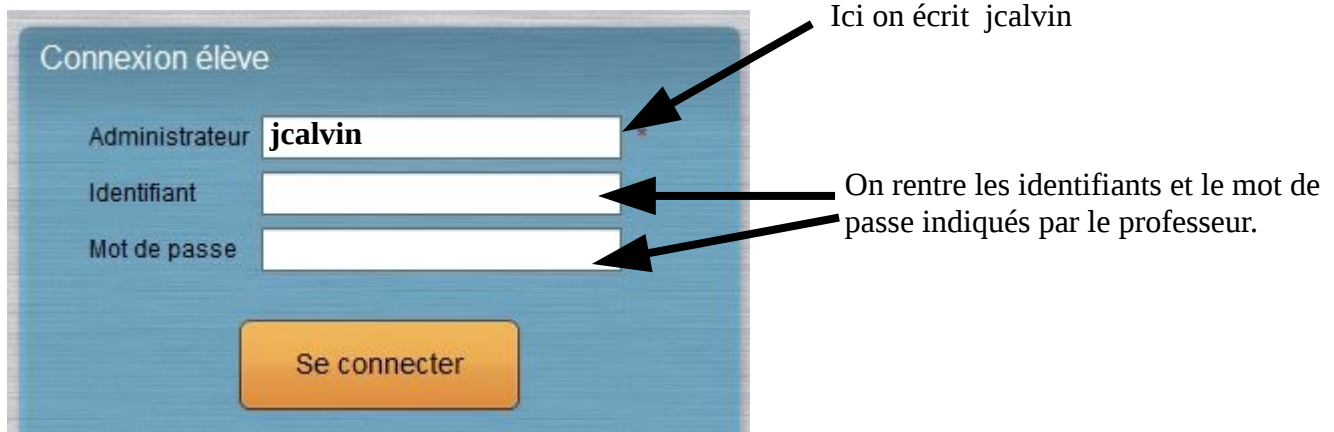 Ici on écrit jcalvin
Connexion élève
Administrateur jcalvin *
Identifiant
On rentre les identifiants et le mot de
passe indiqués par le professeur.
Mot de passe
Se connecter